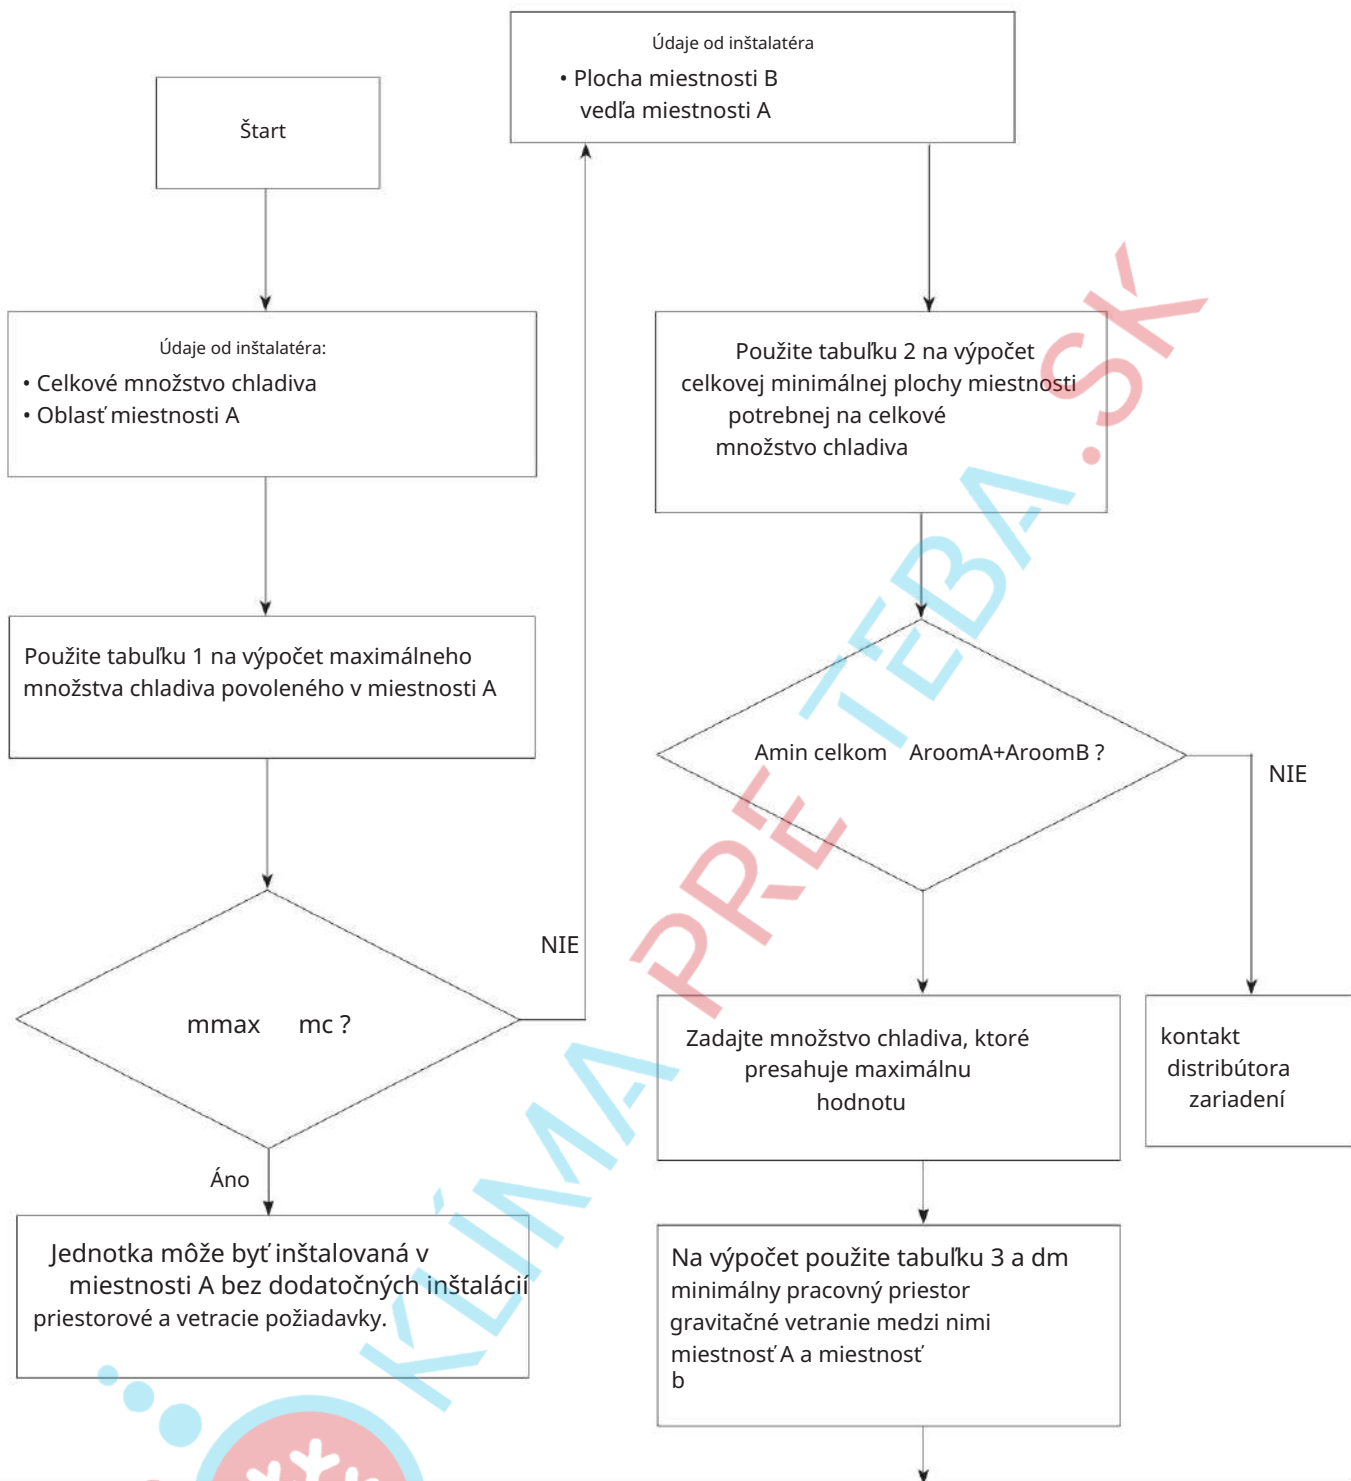 Štart
Údaje od inštalatéra:
• Celkové množstvo chladiva
• Oblasť miestnosti A
Použite tabuľku 1 na výpočet maximálneho
množstva chladiva povoleného v miestnosti A
mmax mc ?
NIE
Áno
Jednotka môže byť inštalovaná v
miestnosti A bez dodatočných inštalácií
priestorové a vetracie požiadavky.
Údaje od inštalatéra
• Plocha miestnosti B
vedľa miestnosti A
Použite tabuľku 2 na výpočet
celkovej minimálnej plochy miestnosti
potrebnej na celkové
množstvo chladiva
Amin celkom AroomA+AroomB ?
NIE
Zadajte množstvo chladiva, ktoré
presahuje maximálnu
hodnotu
kontakt
distribútora
zariadení
Na výpočet použite tabuľku 3 a dm
minimálny pracovný priestor
gravitačné vetranie medzi nimi
miestnosť A a miestnosť
b
KLÍMA PRE TEBA.SK